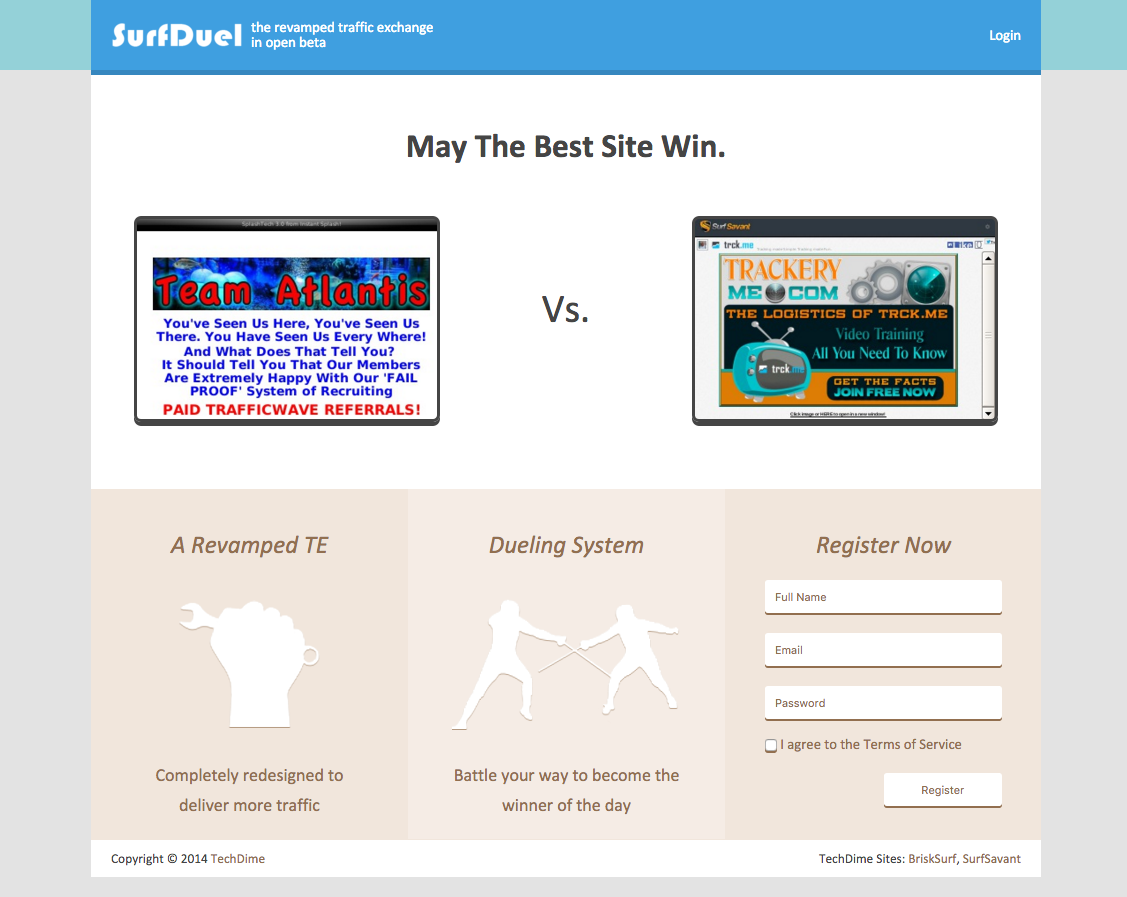 SurfDuel
the revamped traffic exchange
in open beta
Login
May The Best Site Win.
SplashTech 3.0 Mem Instant Splash!
Team Atlantis
You've Seen Us Here, You've Seen Us
There. You Have Seen Us Every Where!
And What Does That Tell You?
It Should Tell You That Our Members
Are Extremely Happy With Our 'FAIL
PROOF' System of Recruiting
PAID TRAFFICWAVE REFERRALS!
Vs.
Surf Savant
trck.me
TRACKERY
ME COM
THE LOGISTICS OF TRCK.ME
Video Training
All You Need To Know
trck.me
GET THE FACTS
JOIN FREE NOW
Click image or HERE to open in a new window!
A Revamped TE
Completely redesigned to
deliver more traffic
Dueling System
Battle your way to become the
winner of the day
Register Now
Full Name
Email
Password
I agree to the Terms of Service
Register
Copyright © 2014 TechDime
TechDime Sites: BriskSurf, SurfSavant